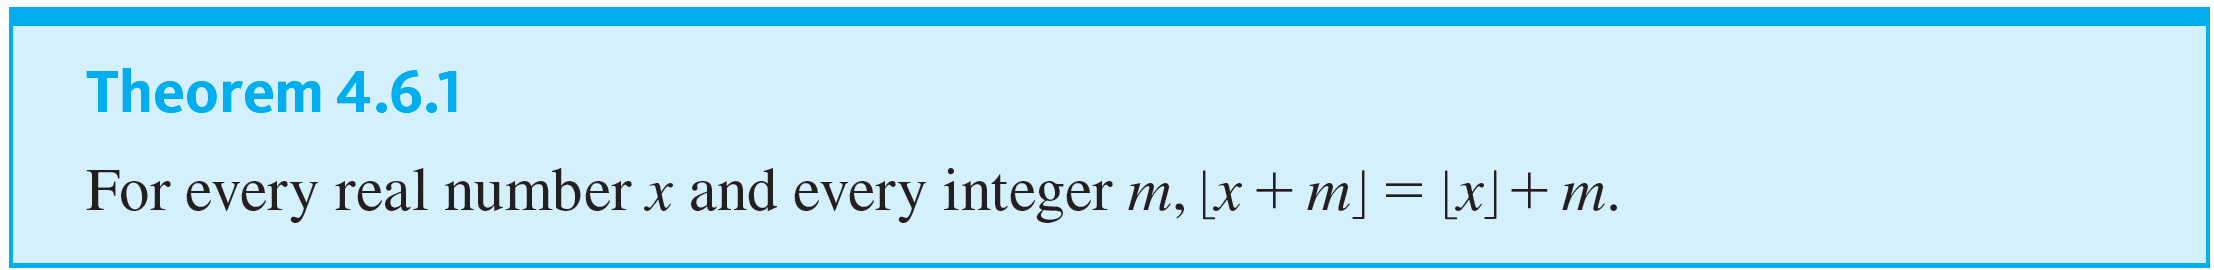 Theorem 4.6.1
For every real number x and every integer m, ⌊x + m⌋ = ⌊x⌋ + m.